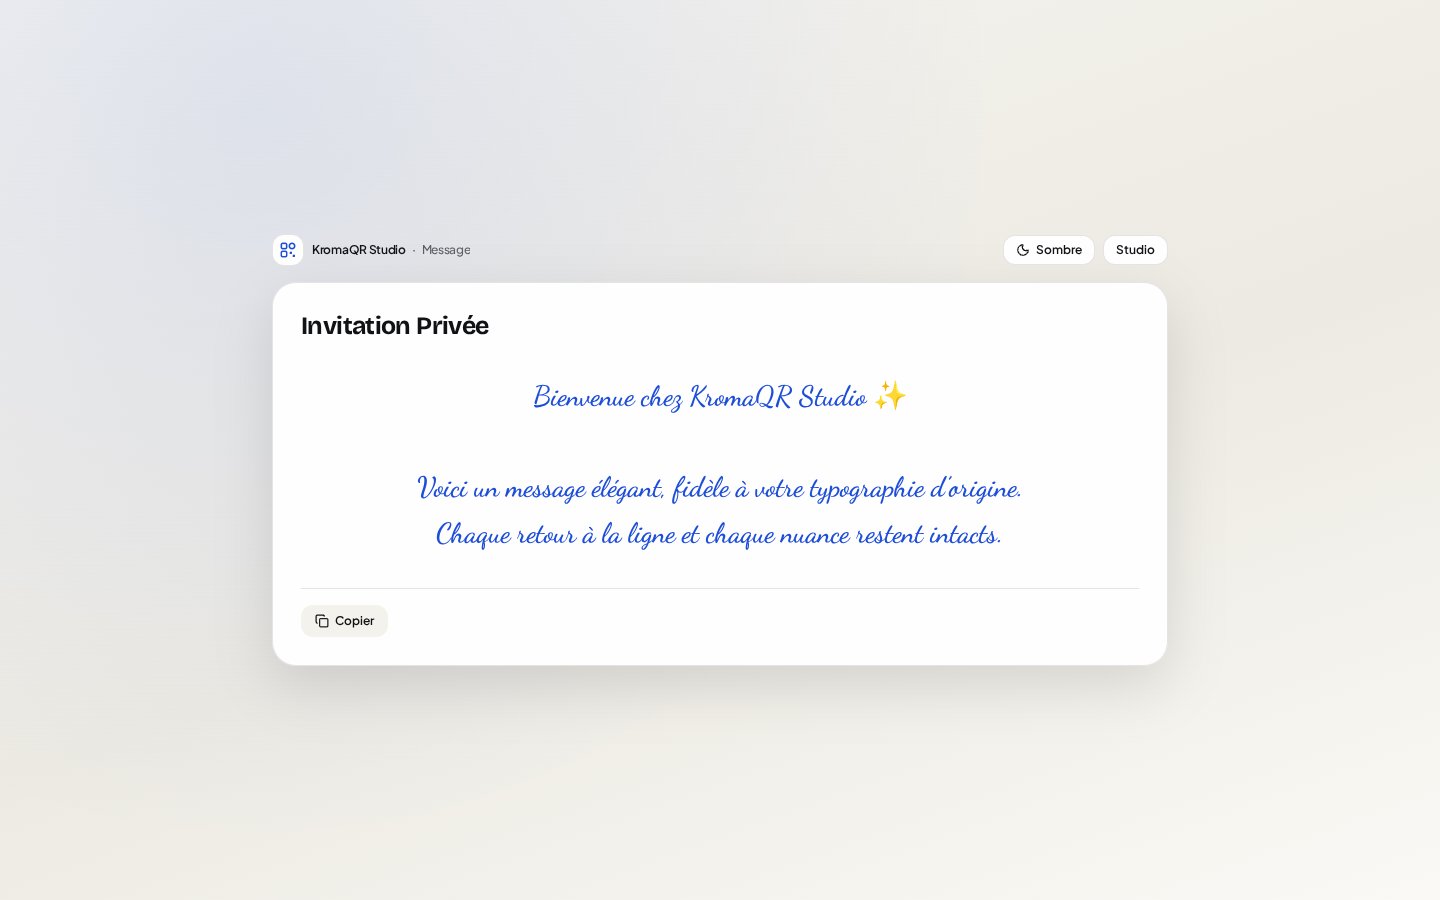 KromaQR Studio · Message
Sombre
Studio
Invitation Privée
Bienvenue chez KromaQR Studio ✨
Voici un message élégant, fidèle à votre typographie d'origine.
Chaque retour à la ligne et chaque nuance restent intacts.
Copier